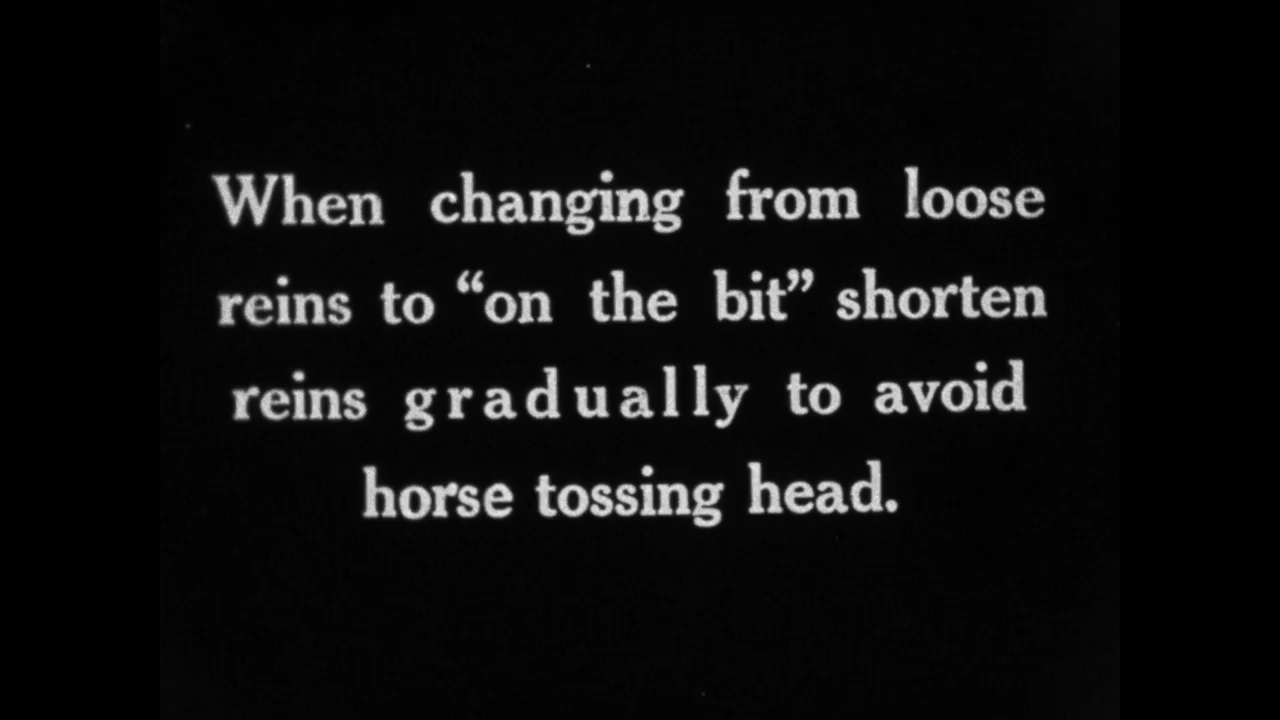 When changing from loose
reins to “on the bit” shorten
reins gradually to avoid
horse tossing head.